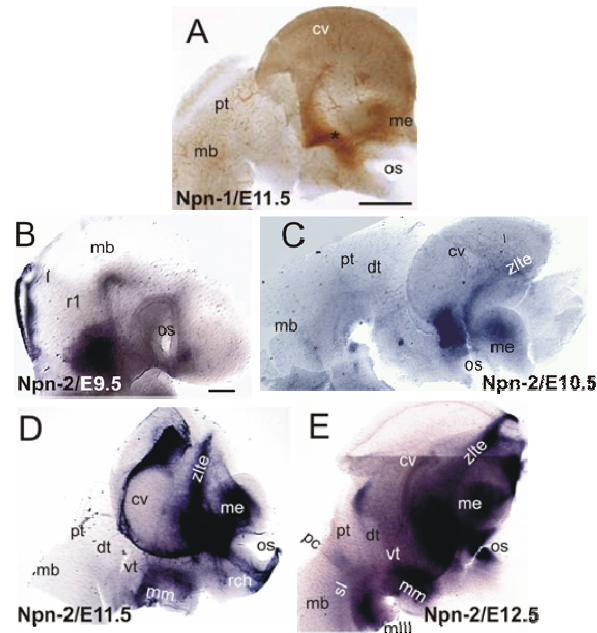 A
cv
pt
me
*
mb
os
Npn-1/E11.5
B
mb
f
r1
os
Npn-2/E9.5
C
pt
dt
cv
zlte
mb
me
os
Npn-2/E10.5
D
zlte
cv
me
pt
dt
os
vt
mb
mm
rch
Npn-2/E11.5
E
zlte
cv
me
pc
pt
dt
vt
os
sl
mm
mb
Npn-2/E12.5
mIII